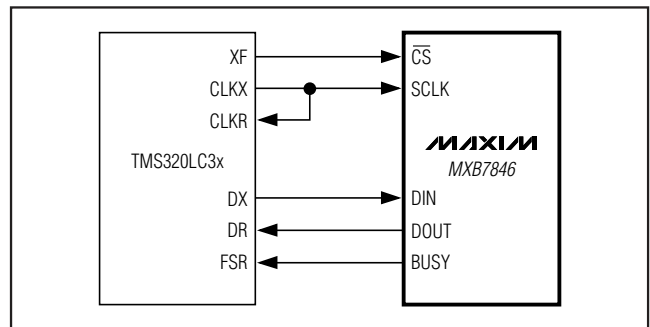 XF
CLKX
CLKR
TMS320LC3x
DX
DR
FSR
CS
SCLK
MAXIM
MXB7846
DIN
DOUT
BUSY